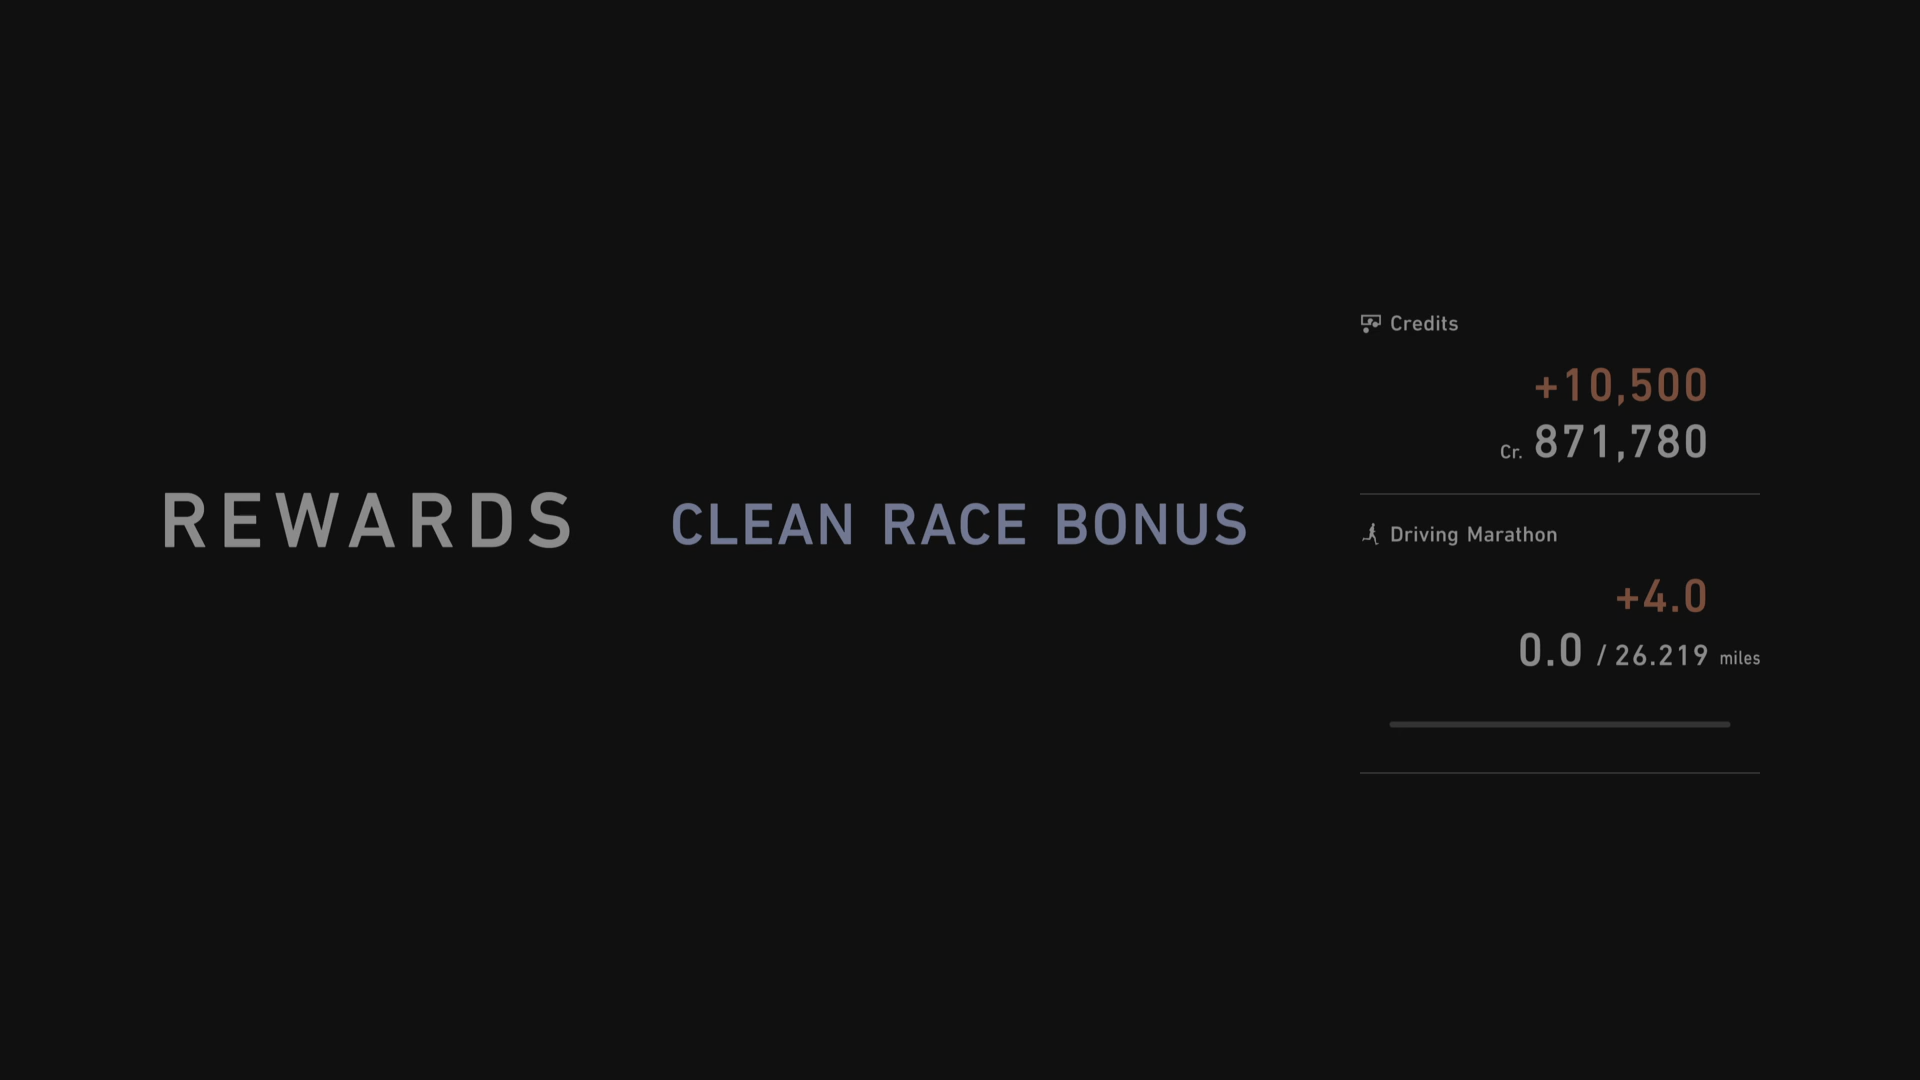 REWARDS
CLEAN RACE BONUS
Credits
+10,500
Cr. 871,780
Driving Marathon
+4.0
0.0 / 26.219 miles